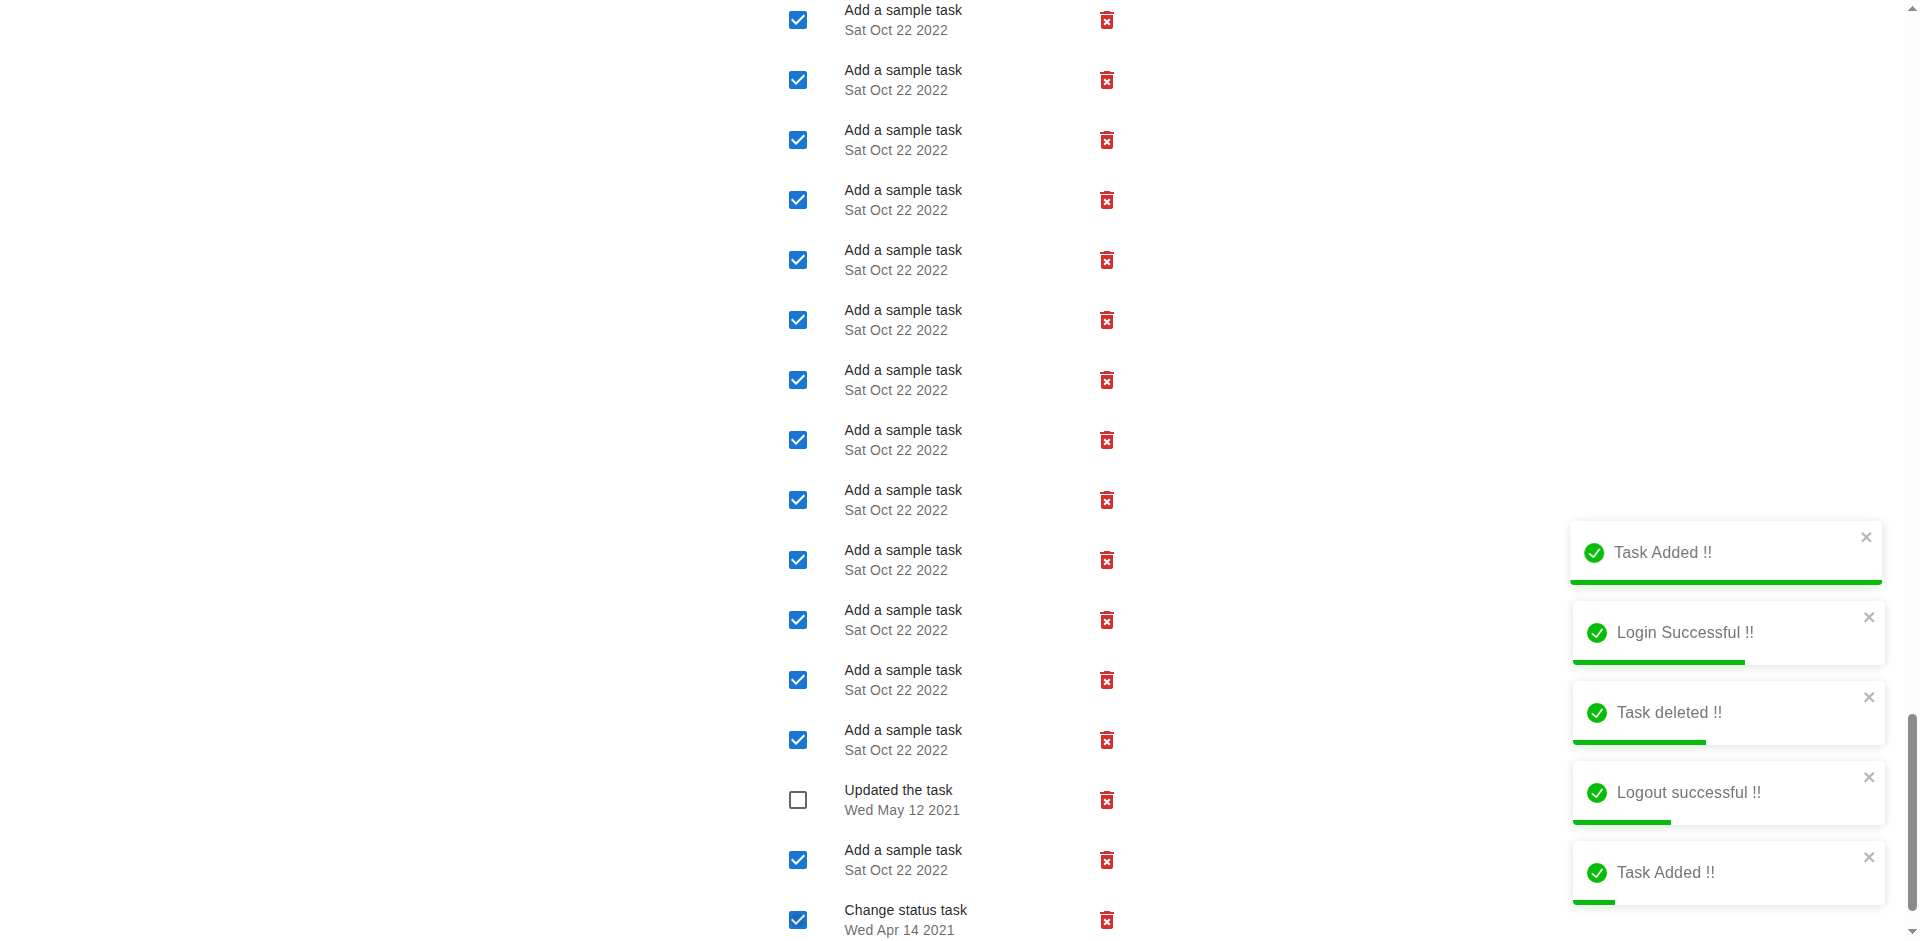 Add a sample task
Sat Oct 22 2022
Add a sample task
Sat Oct 22 2022
Add a sample task
Sat Oct 22 2022
Add a sample task
Sat Oct 22 2022
Add a sample task
Sat Oct 22 2022
Add a sample task
Sat Oct 22 2022
Add a sample task
Sat Oct 22 2022
Add a sample task
Sat Oct 22 2022
Add a sample task
Sat Oct 22 2022
Add a sample task
Sat Oct 22 2022
Add a sample task
Sat Oct 22 2022
Add a sample task
Sat Oct 22 2022
Add a sample task
Sat Oct 22 2022
Updated the task
Wed May 12 2021
Add a sample task
Sat Oct 22 2022
Change status task
Wed Apr 14 2021
Task Added !!
Login Successful !!
Task deleted !!
Logout successful !!
Task Added !!